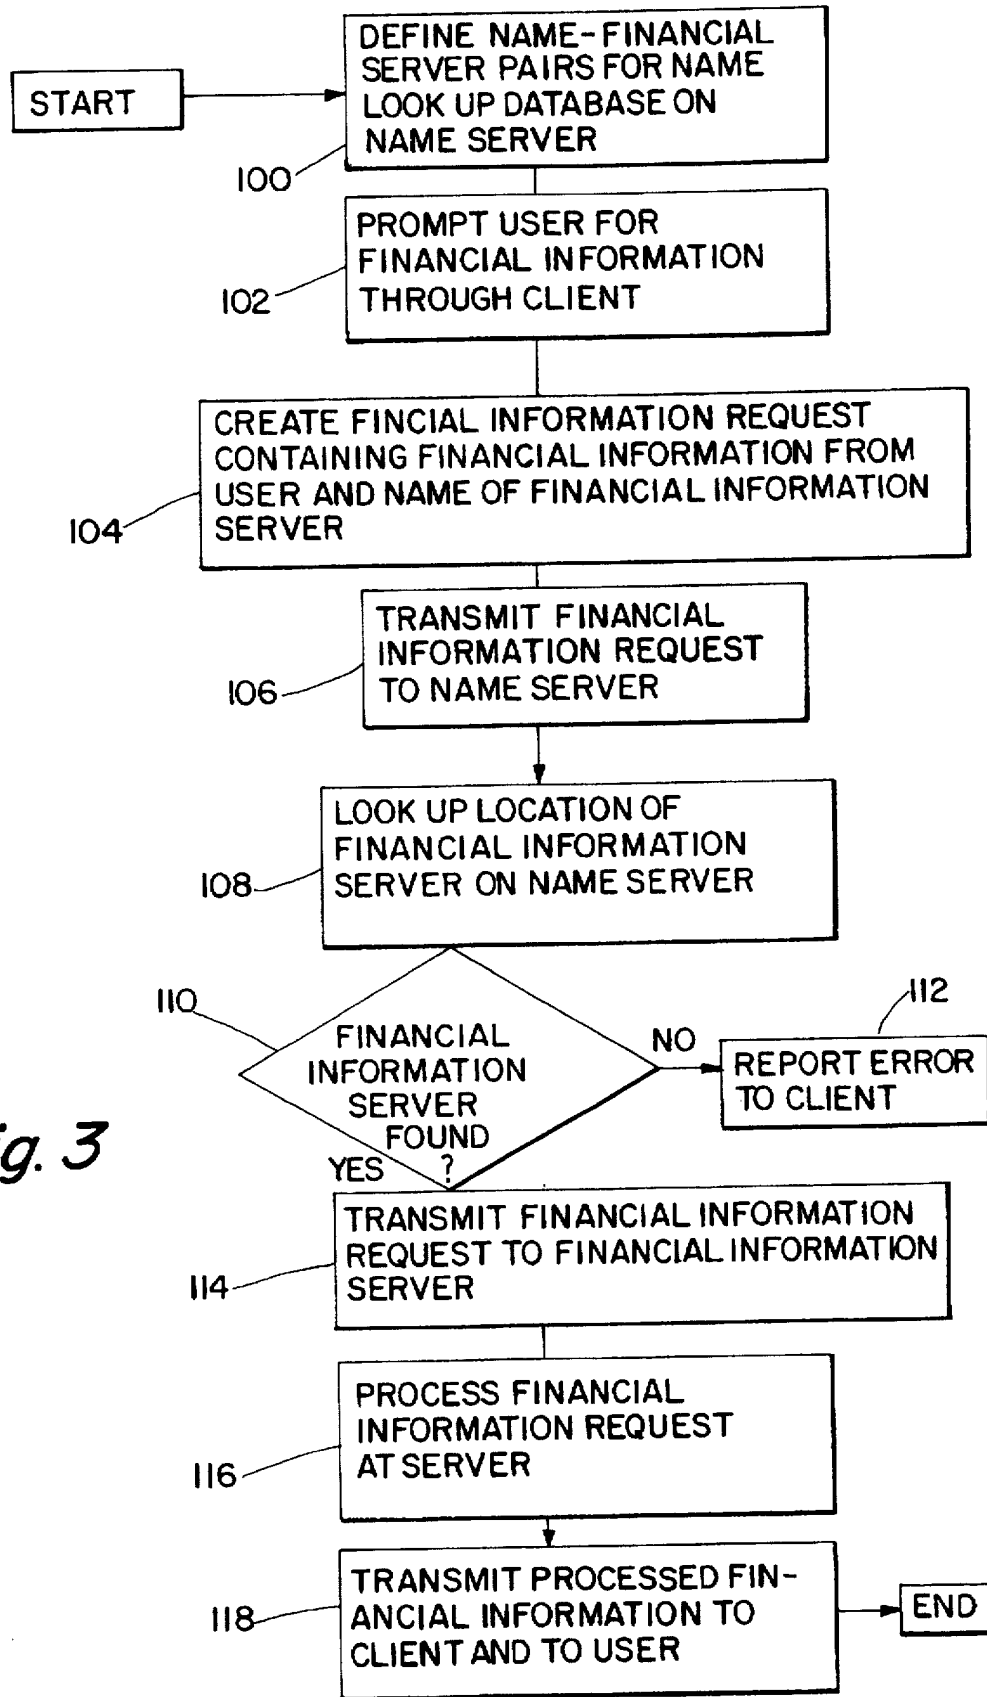 START
DEFINE NAME-FINANCIAL
SERVER PAIRS FOR NAME
LOOK UP DATABASE ON
NAME SERVER
100
PROMPT USER FOR
FINANCIAL INFORMATION
THROUGH CLIENT
102
CREATE FINCIAL INFORMATION REQUEST
CONTAINING FINANCIAL INFORMATION FROM
USER AND NAME OF FINANCIAL INFORMATION
SERVER
104
TRANSMIT FINANCIAL
INFORMATION REQUEST
TO NAME SERVER
106
LOOK UP LOCATION OF
FINANCIAL INFORMATION
SERVER ON NAME SERVER
108
110
FINANCIAL
INFORMATION
SERVER
FOUND
?
NO
112
REPORT ERROR
TO CLIENT
YES
g. 3
TRANSMIT FINANCIAL INFORMATION
REQUEST TO FINANCIAL INFORMATION
SERVER
114
PROCESS FINANCIAL
INFORMATION REQUEST
AT SERVER
116
TRANSMIT PROCESSED FIN-
ANCIAL INFORMATION TO
CLIENT AND TO USER
118
END